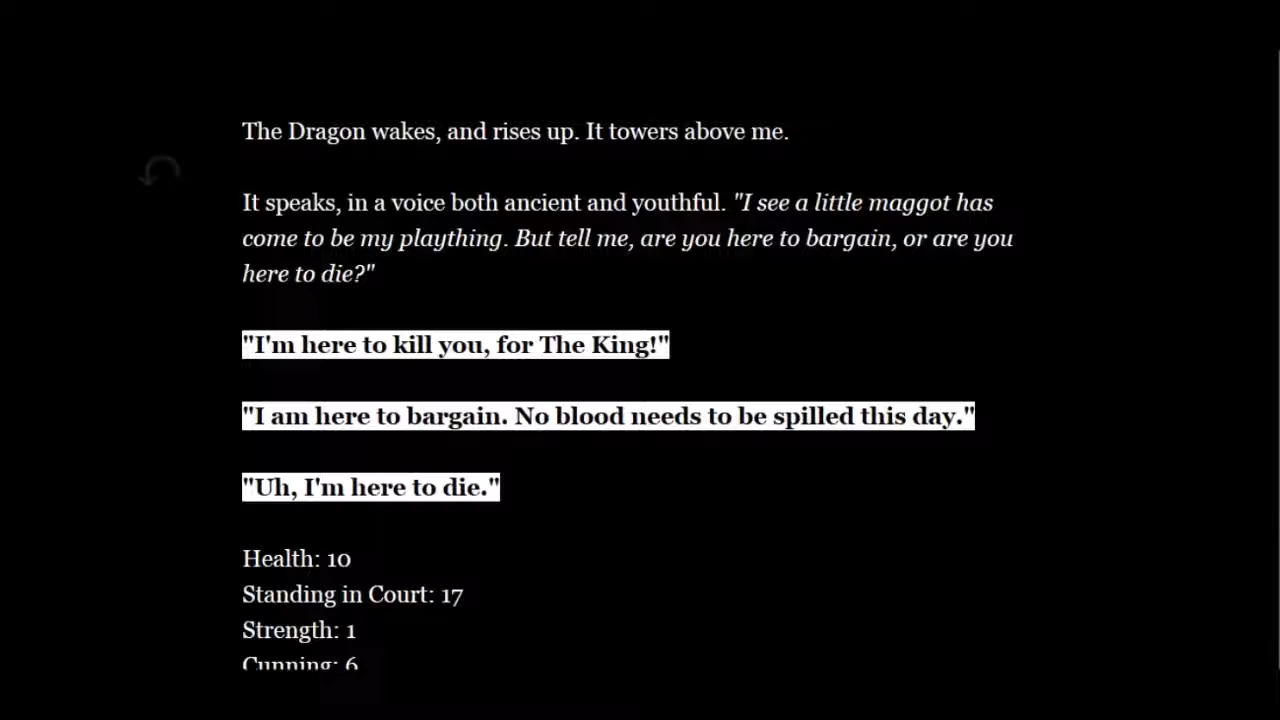 The Dragon wakes, and rises up. It towers above me.
It speaks, in a voice both ancient and youthful. "I see a little maggot has
come to be my plaything. But tell me, are you here to bargain, or are you
here to die?"
"I'm here to kill you, for The King!"
"I am here to bargain. No blood needs to be spilled this day."
"Uh, I'm here to die."
Health: 10
Standing in Court: 17
Strength: 1
Cunning: 6